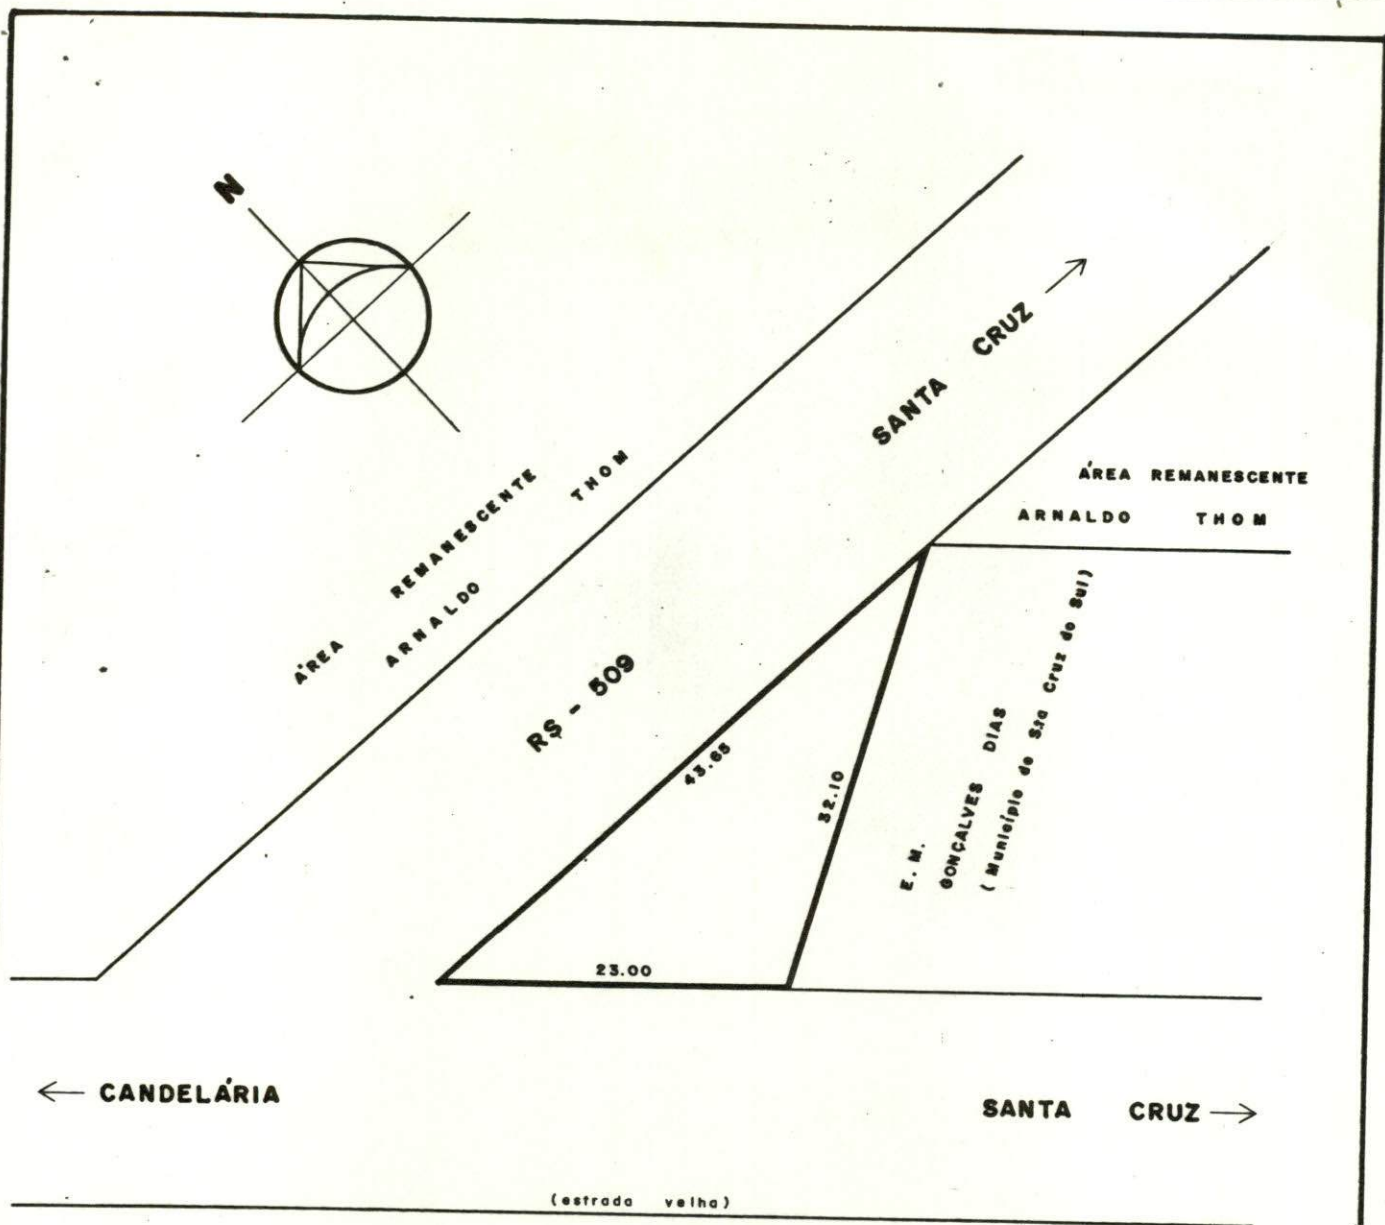 N
SANTA CRUZ
ÁREA REMANESCENTE
ARNALDO THOM
ÁREA REMANESCENTE
ARNALDO THOM
RS - 509
43.65
32.10
23.00
E. M.
GONÇALVES DIAS
(Município de Sta Cruz do Sul)
CANDELÁRIA
SANTA CRUZ
(estrada velha)